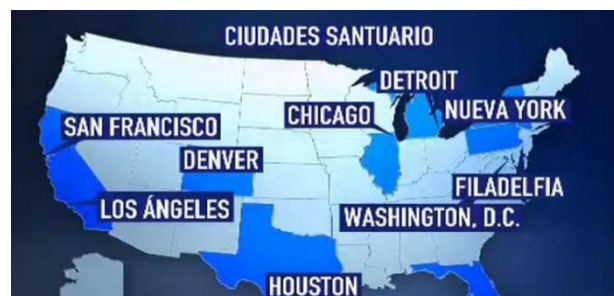 CIUDADES SANTUARIO
DETROIT
CHICAGO
NUEVA YORK
SAN FRANCISCO
DENVER
FILADELFIA
LOS ÁNGELES
WASHINGTON, D.C.
HOUSTON